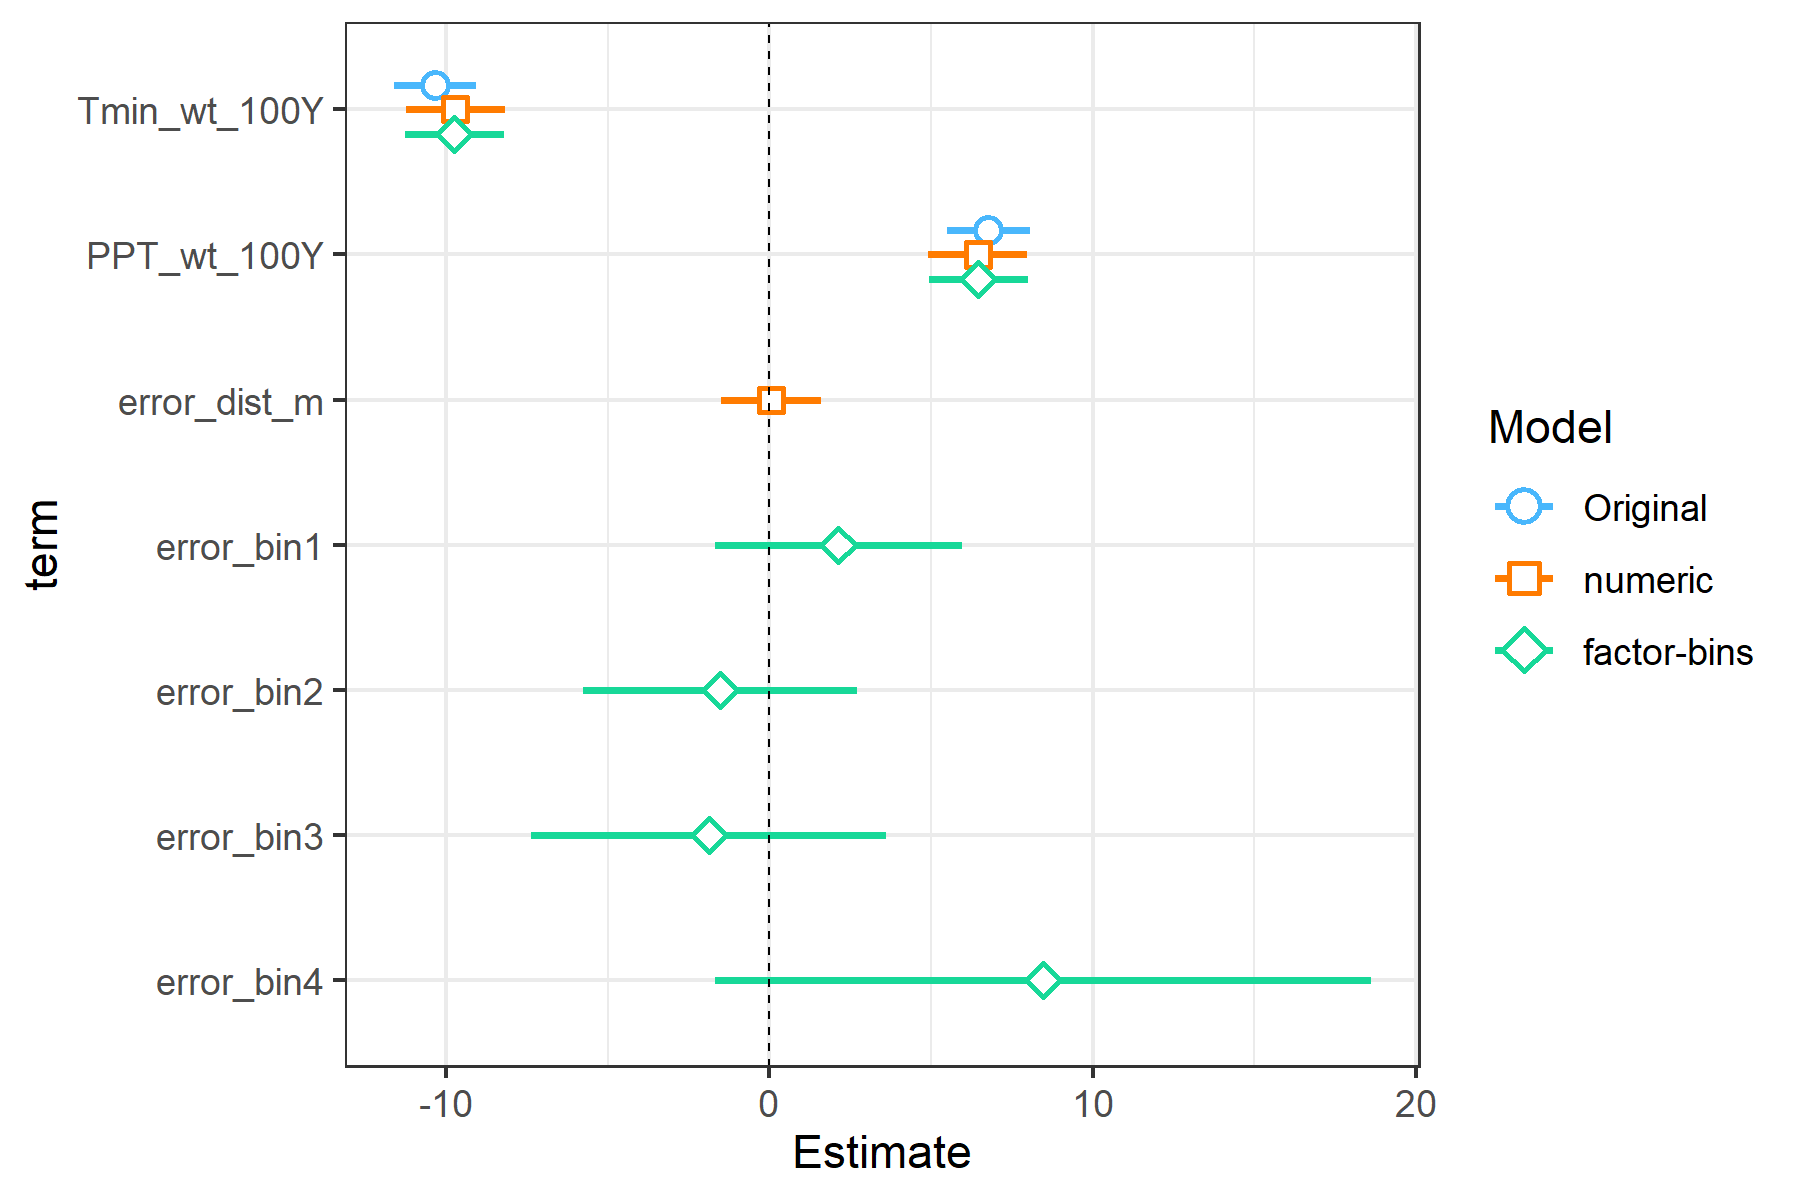 Tmin_wt_100Y
PPT_wt_100Y
error_dist_m
error_bin1
error_bin2
error_bin3
error_bin4
term
-10
0
10
20
Estimate
Model
Original
numeric
factor-bins